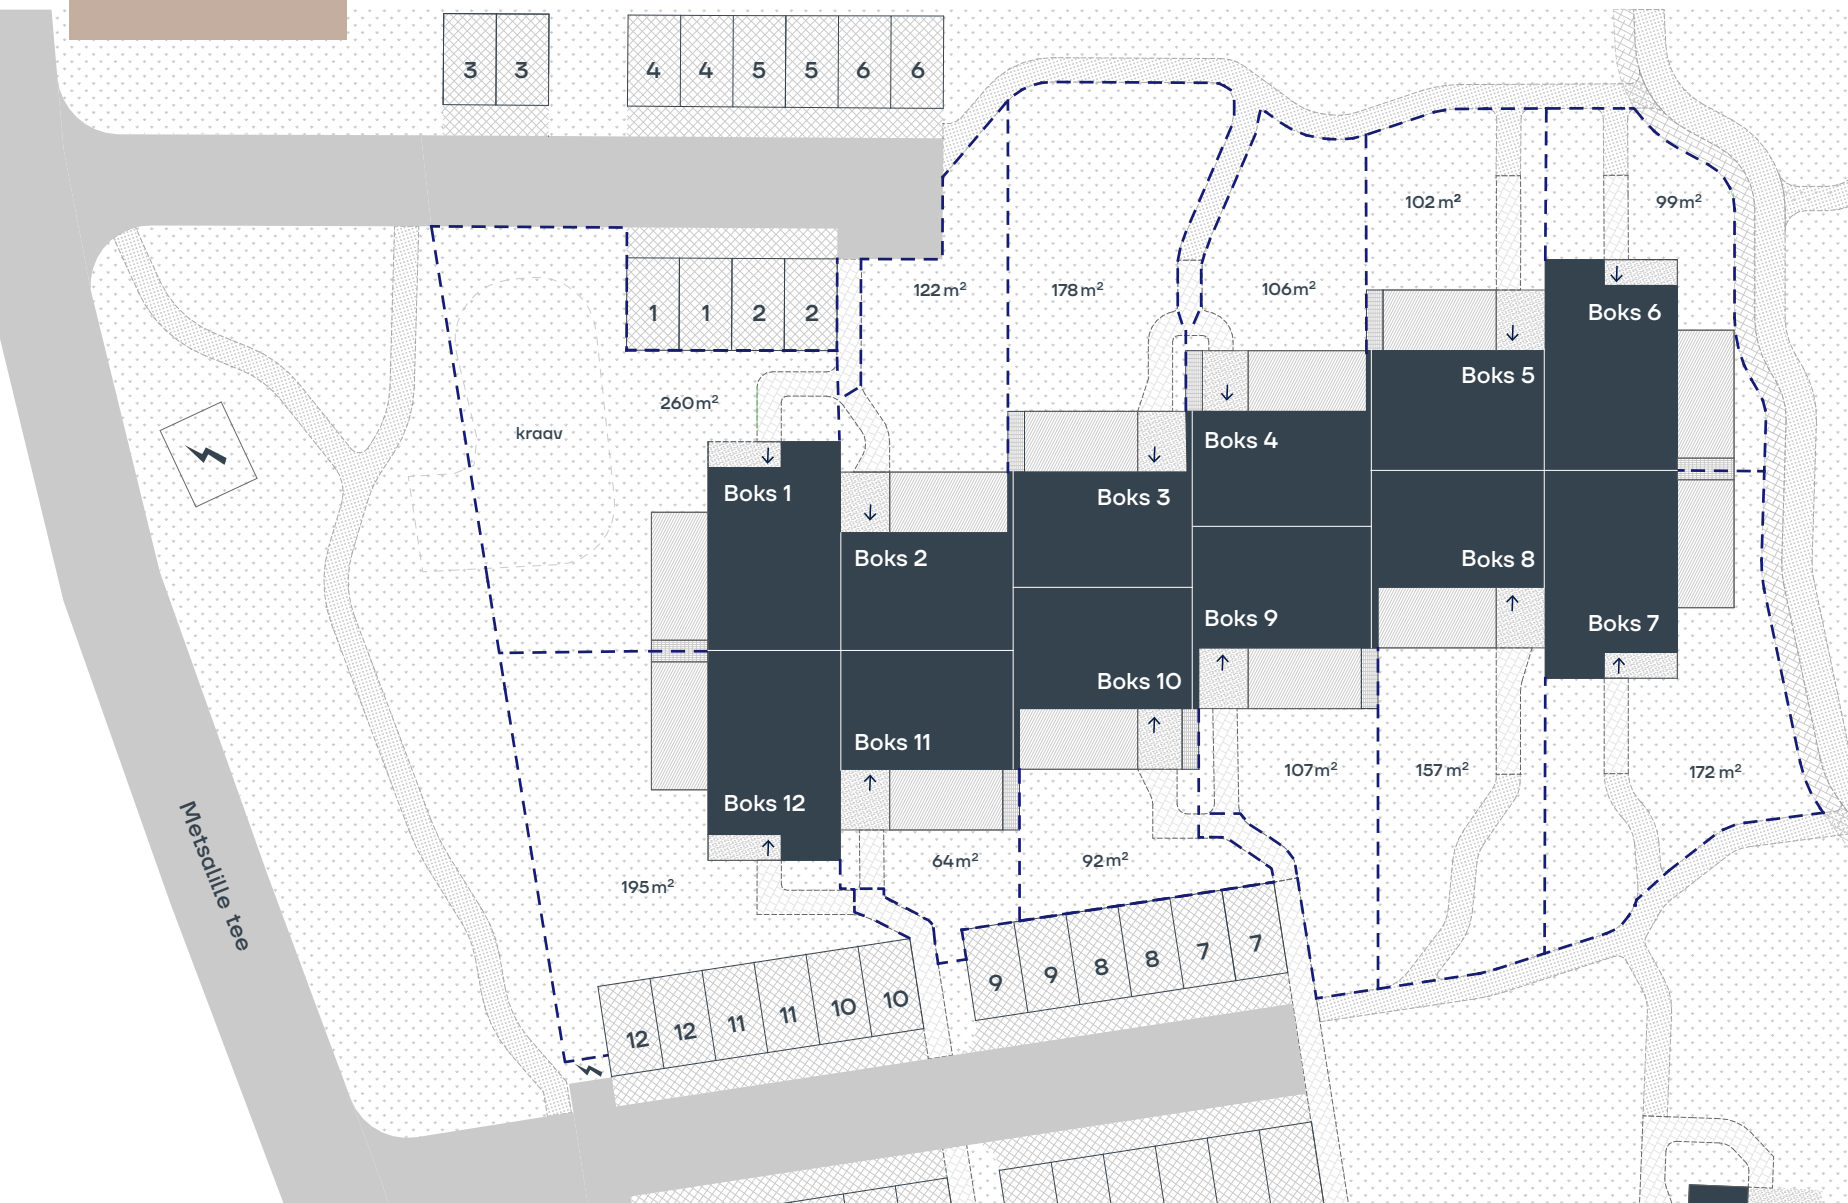 3 3
4 4 5 5 6 6
102 m²
99 m²
122 m²
178 m²
106 m²
1 1 2 2
Boks 6
Boks 5
260 m²
kraav
Boks 4
Boks 1
Boks 3
Boks 2
Boks 8
Boks 9
Boks 7
Boks 10
Boks 11
107 m²
157 m²
172 m²
Boks 12
64 m²
92 m²
195 m²
Metsalille tee
9 9 8 8 7 7
12 12 11 11 10 10